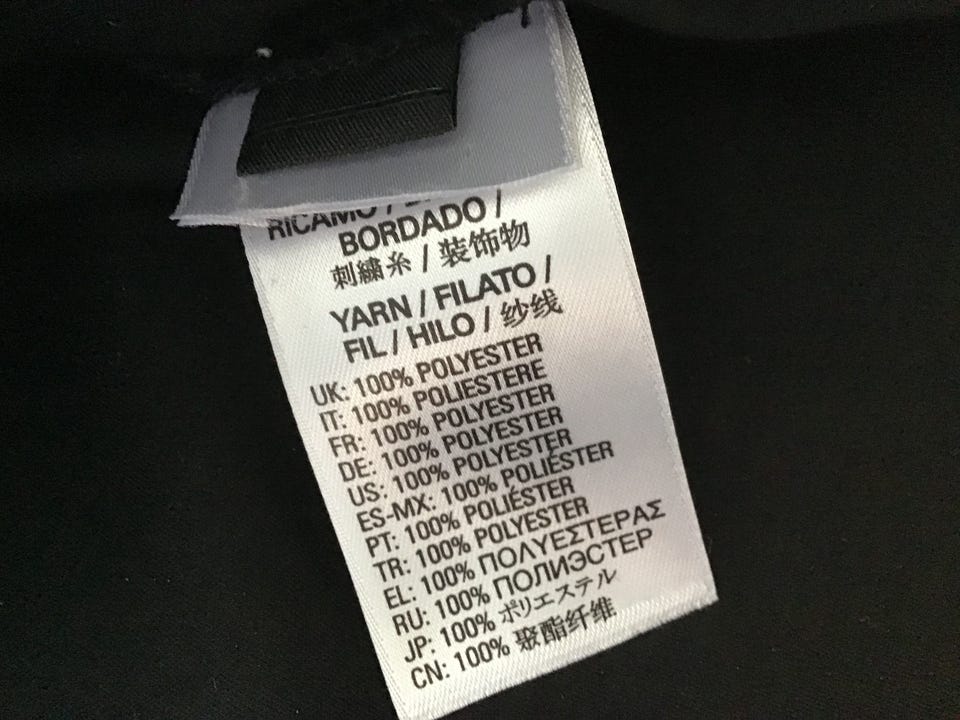 RICAMO /
BORDADO /
刺繍糸 / 装饰物
YARN / FILATO /
FIL / HILO / 纱线
UK: 100% POLYESTER
IT: 100% POLIESTERE
FR: 100% POLYESTER
DE: 100% POLYESTER
US: 100% POLYESTER
ES-MX: 100% POLIÉSTER
PT: 100% POLIÉSTER
TR: 100% POLYESTER
EL: 100% ΠΟΛΥΕΣΤΕΡΑΣ
RU: 100% ПОЛИЭСТЕР
JP: 100% ポリエステル
CN: 100% 聚酯纤维